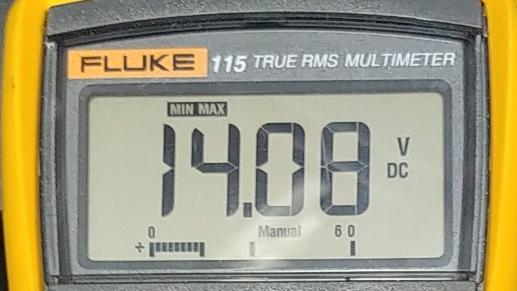 FLUKE 115 TRUE RMS MULTIMETER
MIN MAX
14.08 V
DC
0 Manual 60
+